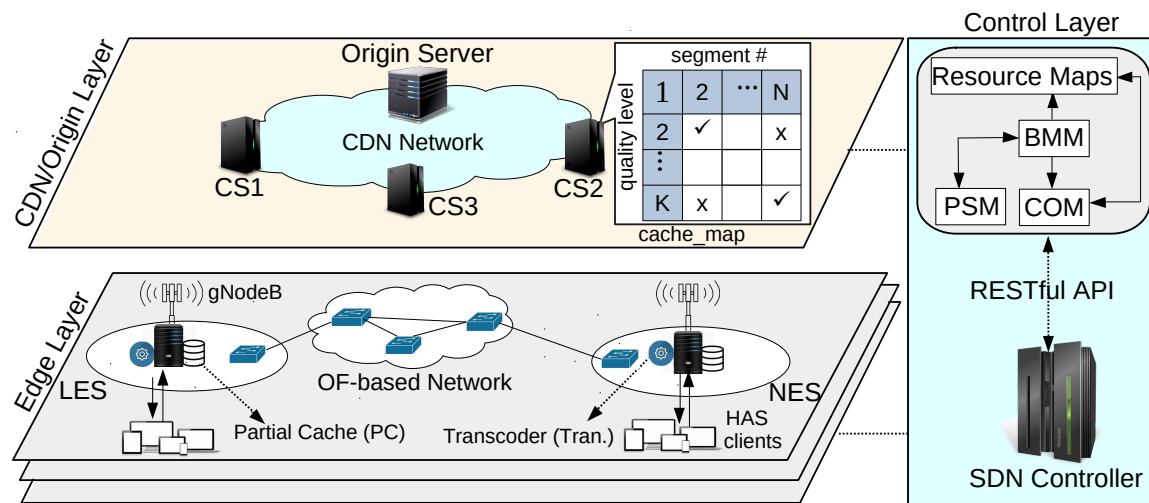 Control Layer
CDN/Origin Layer
Origin Server
CDN Network
CS1
CS2
CS3
segment #
quality level
1 2 ··· N
2 ✓ x
⋮
K x ✓
cache_map
Resource Maps
BMM
PSM
COM
RESTful API
SDN Controller
Edge Layer
gNodeB
LES
OF-based Network
NES
Partial Cache (PC)
Transcoder (Tran.)
HAS
clients